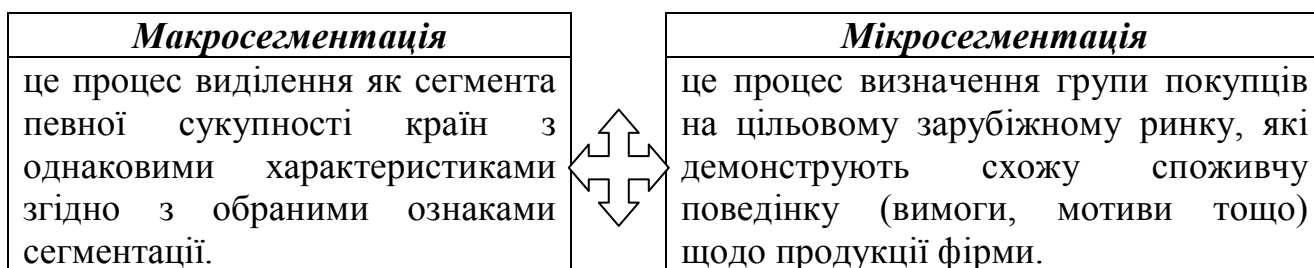 Макросегментація
це процес виділення як сегмента
певної сукупності країн з
однаковими характеристиками
згідно з обраними ознаками
сегментації.
Мікросегментація
це процес визначення групи покупців
на цільовому зарубіжному ринку, які
демонструють схожу споживчу
поведінку (вимоги, мотиви тощо)
щодо продукції фірми.